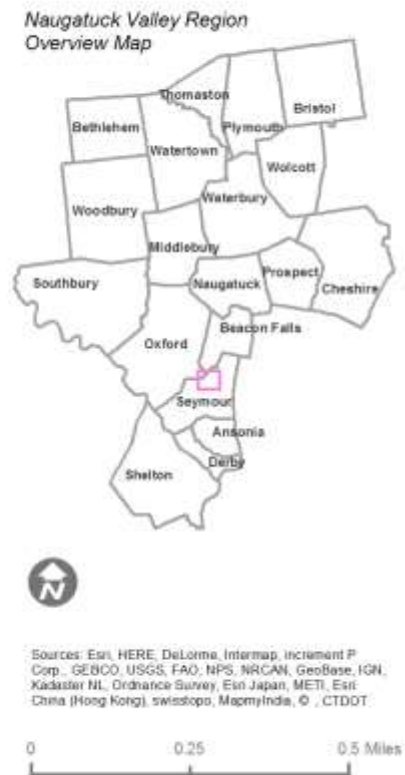 Naugatuck Valley Region
Overview Map
Thomaston
Bristol
Bethlehem
Plymouth
Watertown
Wolcott
Waterbury
Woodbury
Middlebury
Southbury
Naugatuck
Prospect
Cheshire
Beacon Falls
Oxford
Seymour
Ansonia
Derby
Shelton
N
Sources: Esri, HERE, DeLorme, Intermap, increment P
Corp., GEBCO, USGS, FAO, NPS, NRCAN, GeoBase, IGN,
Kadaster NL, Ordnance Survey, Esri Japan, METI, Esri
China (Hong Kong), swisstopo, MapmyIndia, © , CTDOT
0 0.25 0.5 Miles